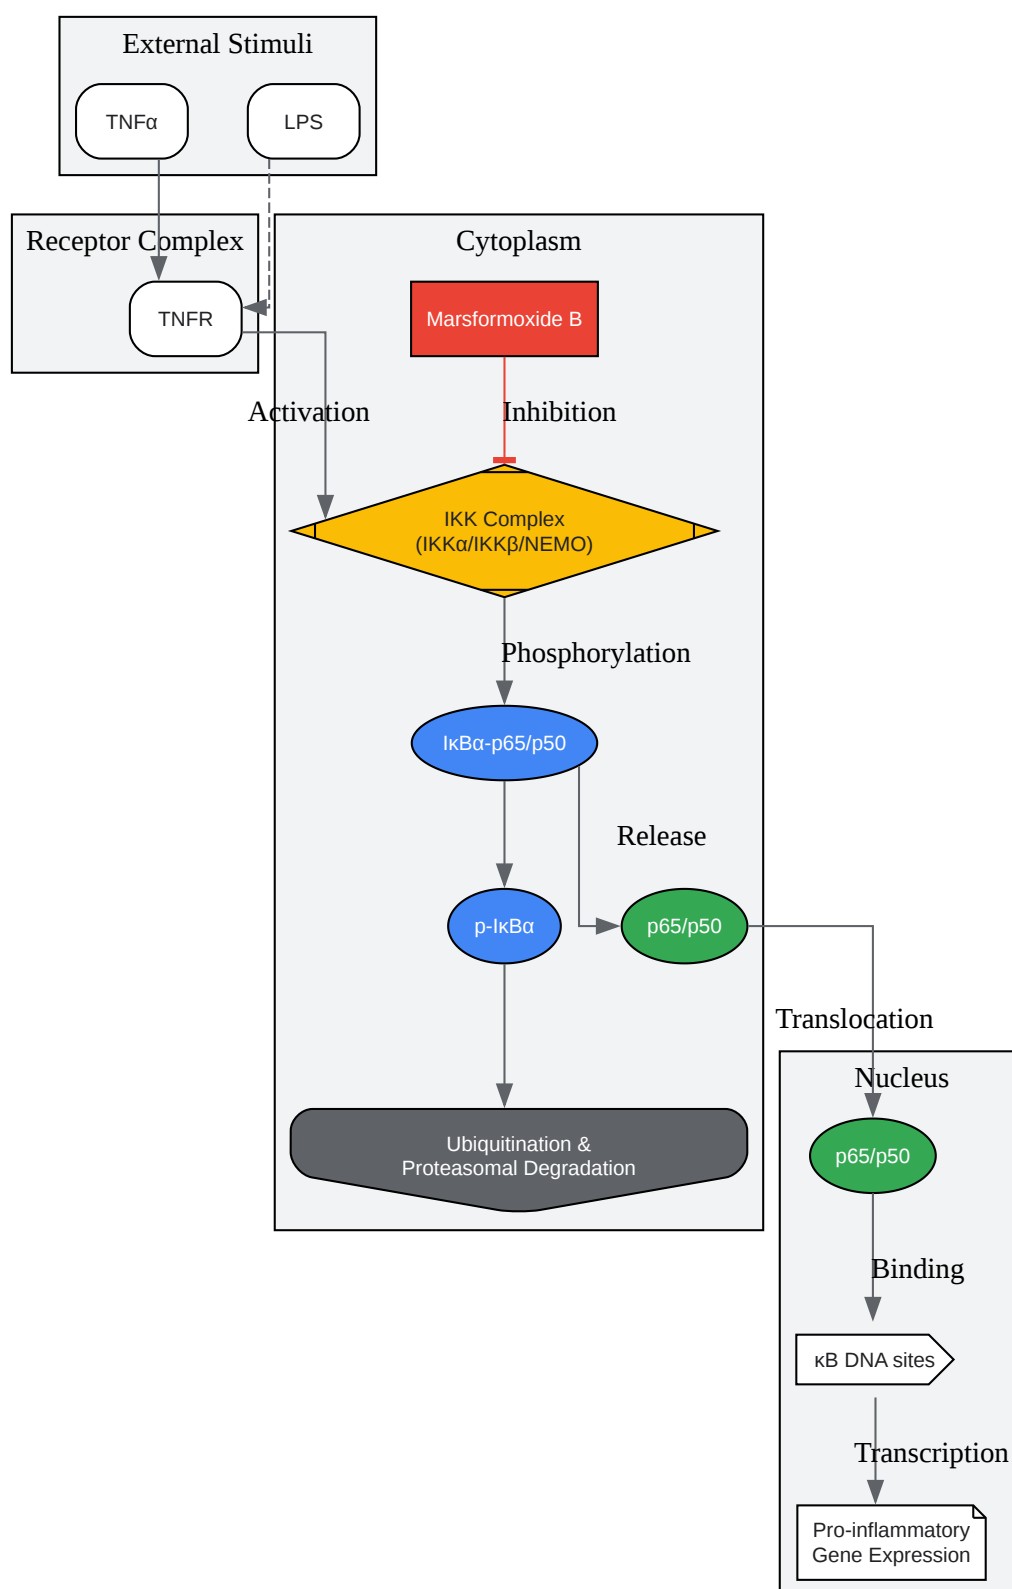 External Stimuli
TNFα
LPS
Receptor Complex
TNFR
Cytoplasm
Marsformoxide B
Activation
Inhibition
IKK Complex
(IKKα/IKKβ/NEMO)
Phosphorylation
IκBα-p65/p50
Release
p-IκBα
p65/p50
Translocation
Nucleus
Ubiquitination &
Proteasomal Degradation
p65/p50
Binding
κB DNA sites
Transcription
Pro-inflammatory
Gene Expression